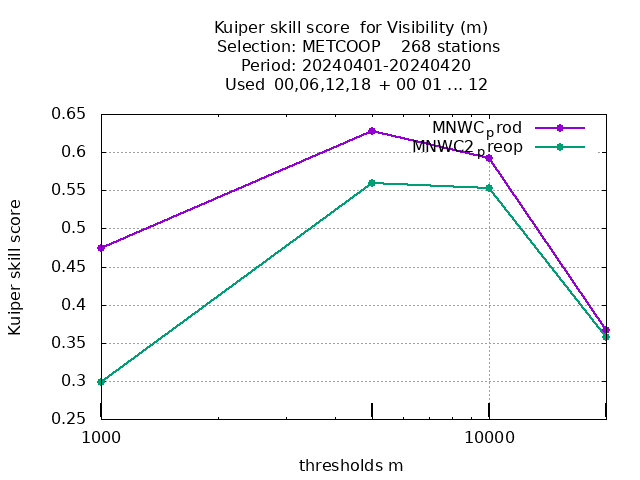 Kuiper skill score for Visibility (m)
Selection: METCOOP 268 stations
Period: 20240401-20240420
Used 00,06,12,18 + 00 01 ... 12
0.65
0.6
0.55
0.5
0.45
0.4
0.35
0.3
0.25
Kuiper skill score
MNWC_prod
MNWC2_preop
1000
10000
thresholds m